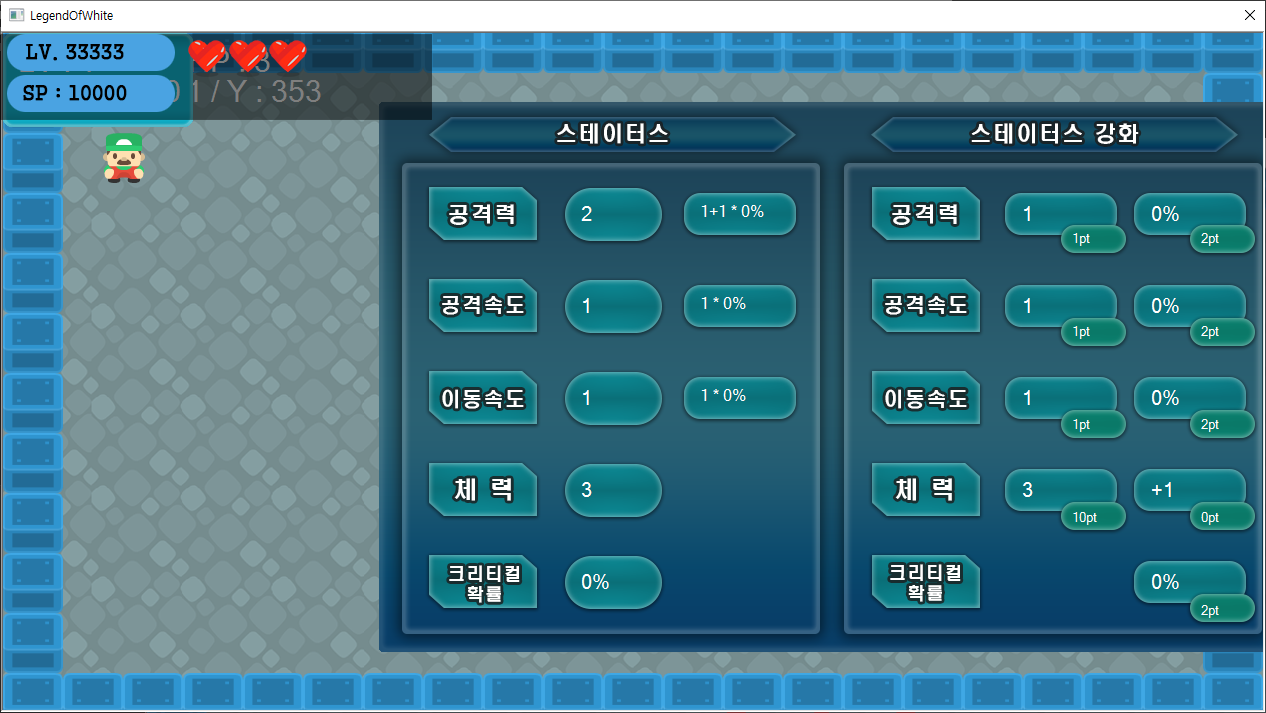 LegendOfWhite
LV. 33333
SP : 10000
1 / Y : 353
스테이터스
공격력 2 1+1 * 0%
공격속도 1 1 * 0%
이동속도 1 1 * 0%
체 력 3
크리티컬
확률 0%
스테이터스 강화
공격력 1 0%
1pt 2pt
공격속도 1 0%
1pt 2pt
이동속도 1 0%
1pt 2pt
체 력 3 +1
10pt 0pt
크리티컬
확률 0%
2pt